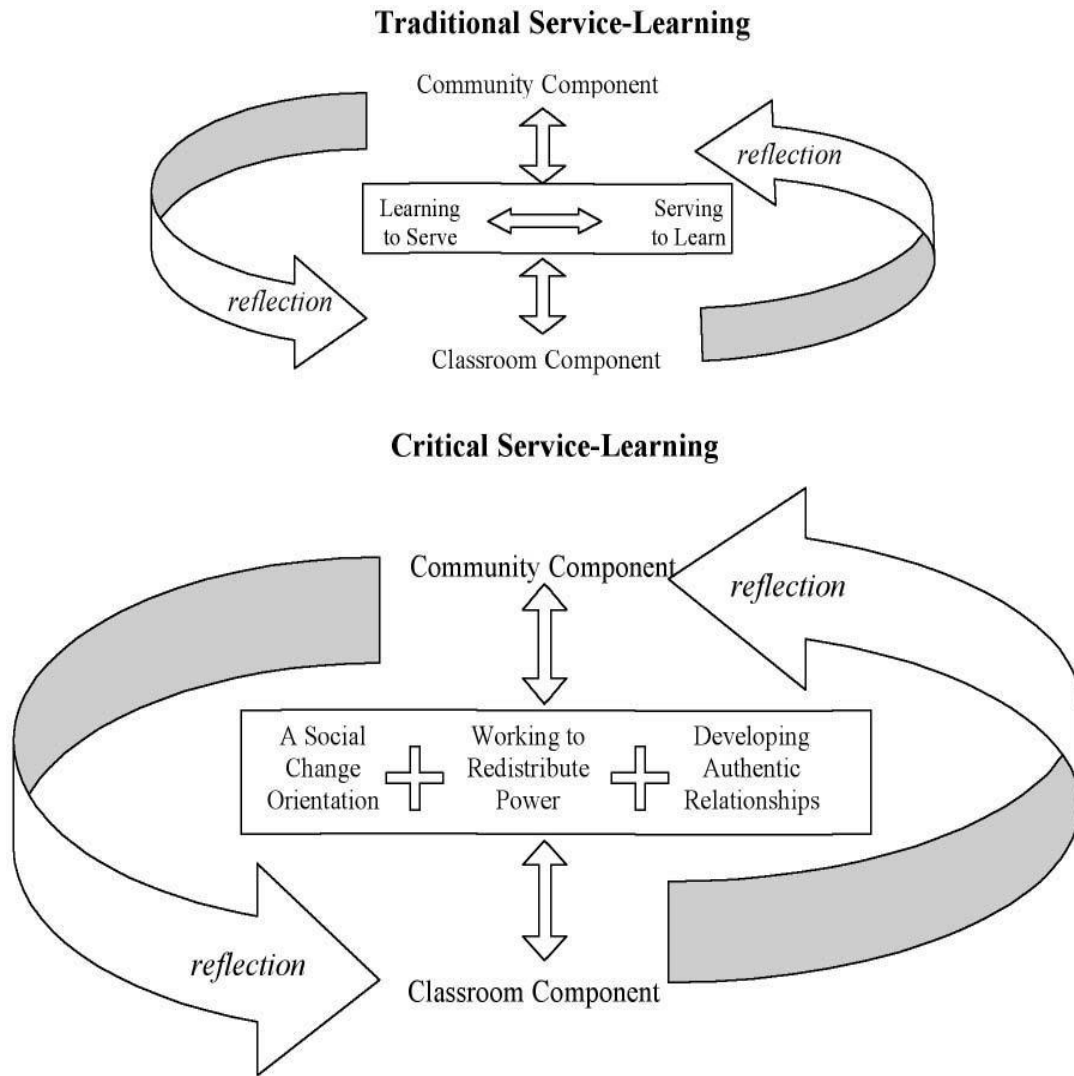 Traditional Service-Learning
Community Component
reflection
Learning
to Serve
Serving
to Learn
reflection
Classroom Component
Critical Service-Learning
Community Component
reflection
A Social
Change
Orientation
Working to
Redistribute
Power
Developing
Authentic
Relationships
reflection
Classroom Component